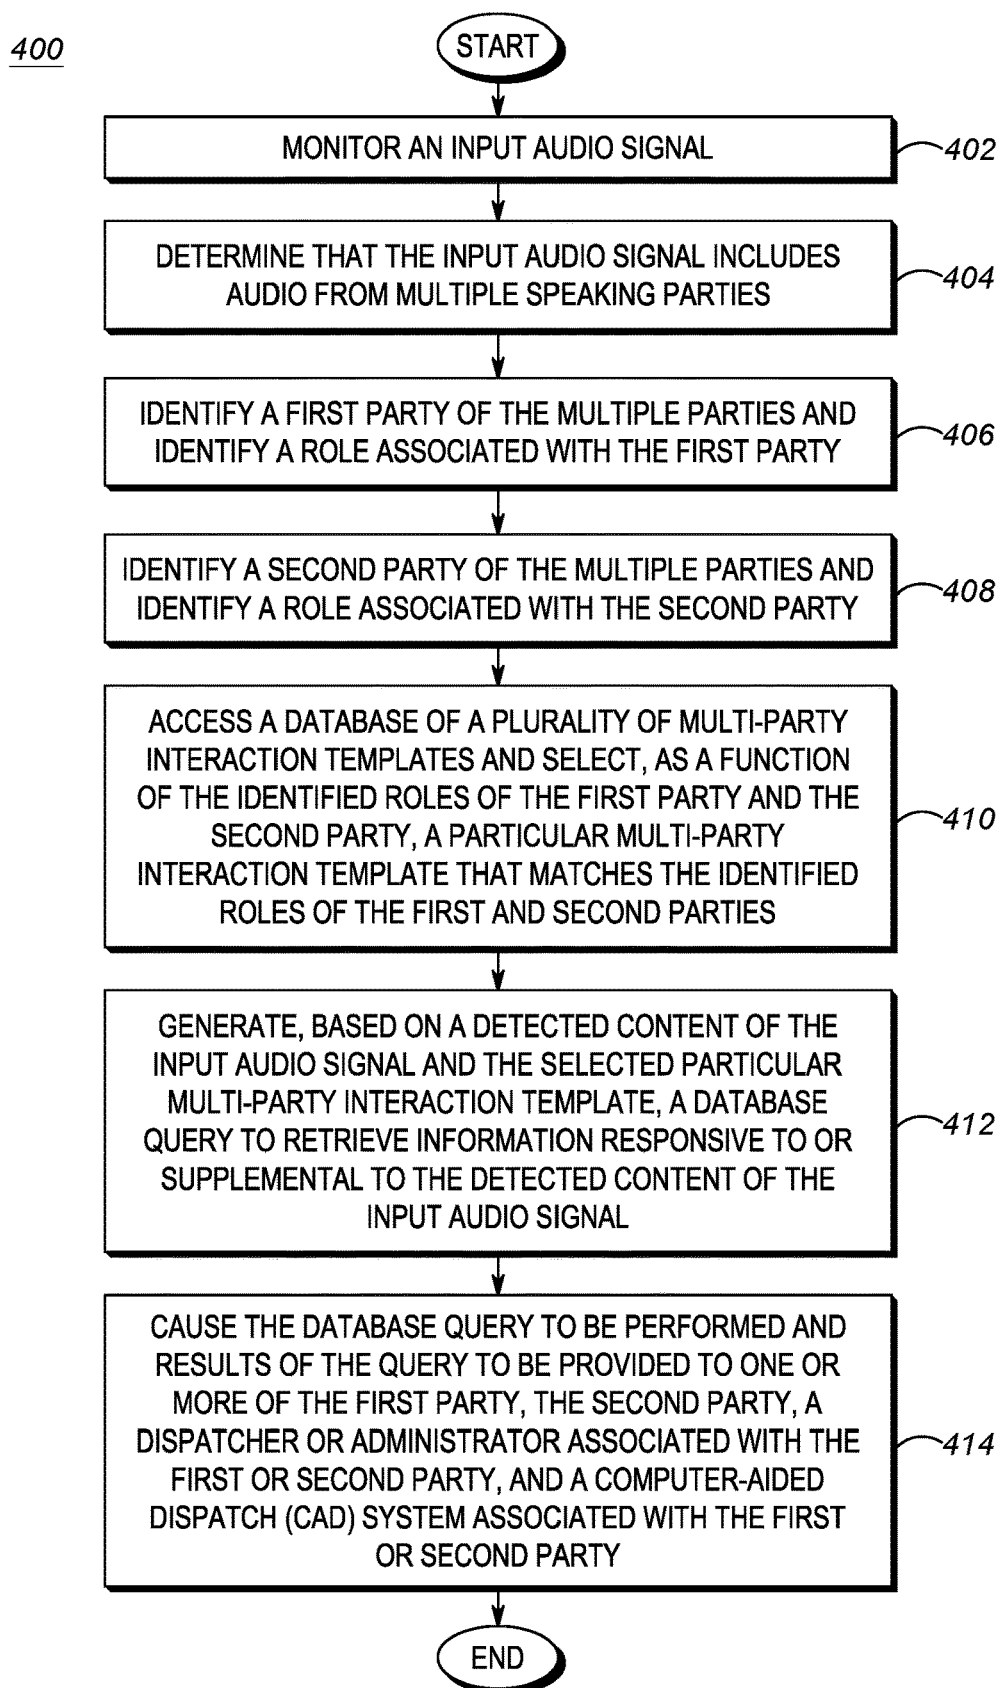 400
START
MONITOR AN INPUT AUDIO SIGNAL
402
DETERMINE THAT THE INPUT AUDIO SIGNAL INCLUDES
AUDIO FROM MULTIPLE SPEAKING PARTIES
404
IDENTIFY A FIRST PARTY OF THE MULTIPLE PARTIES AND
IDENTIFY A ROLE ASSOCIATED WITH THE FIRST PARTY
406
IDENTIFY A SECOND PARTY OF THE MULTIPLE PARTIES AND
IDENTIFY A ROLE ASSOCIATED WITH THE SECOND PARTY
408
ACCESS A DATABASE OF A PLURALITY OF MULTI-PARTY
INTERACTION TEMPLATES AND SELECT, AS A FUNCTION
OF THE IDENTIFIED ROLES OF THE FIRST PARTY AND THE
SECOND PARTY, A PARTICULAR MULTI-PARTY
INTERACTION TEMPLATE THAT MATCHES THE IDENTIFIED
ROLES OF THE FIRST AND SECOND PARTIES
410
GENERATE, BASED ON A DETECTED CONTENT OF THE
INPUT AUDIO SIGNAL AND THE SELECTED PARTICULAR
MULTI-PARTY INTERACTION TEMPLATE, A DATABASE
QUERY TO RETRIEVE INFORMATION RESPONSIVE TO OR
SUPPLEMENTAL TO THE DETECTED CONTENT OF THE
INPUT AUDIO SIGNAL
412
CAUSE THE DATABASE QUERY TO BE PERFORMED AND
RESULTS OF THE QUERY TO BE PROVIDED TO ONE OR
MORE OF THE FIRST PARTY, THE SECOND PARTY, A
DISPATCHER OR ADMINISTRATOR ASSOCIATED WITH THE
FIRST OR SECOND PARTY, AND A COMPUTER-AIDED
DISPATCH (CAD) SYSTEM ASSOCIATED WITH THE FIRST
OR SECOND PARTY
414
END